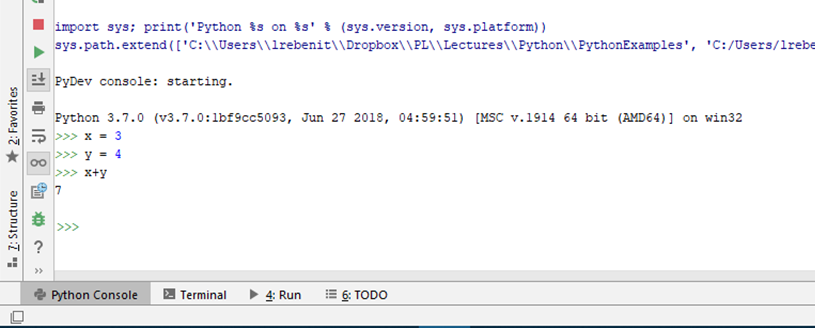 import sys; print('Python %s on %s' % (sys.version, sys.platform))
sys.path.extend(['C:\\Users\\lrebenit\\Dropbox\\PL\\Lectures\\Python\\PythonExamples', 'C:/Users/lrebe
PyDev console: starting.
Python 3.7.0 (v3.7.0:1bf9cc5093, Jun 27 2018, 04:59:51) [MSC v.1914 64 bit (AMD64)] on win32
>>> x = 3
>>> y = 4
>>> x+y
7
>>>
2: Favorites
7: Structure
?
»
Python Console
Terminal
4: Run
6: TODO